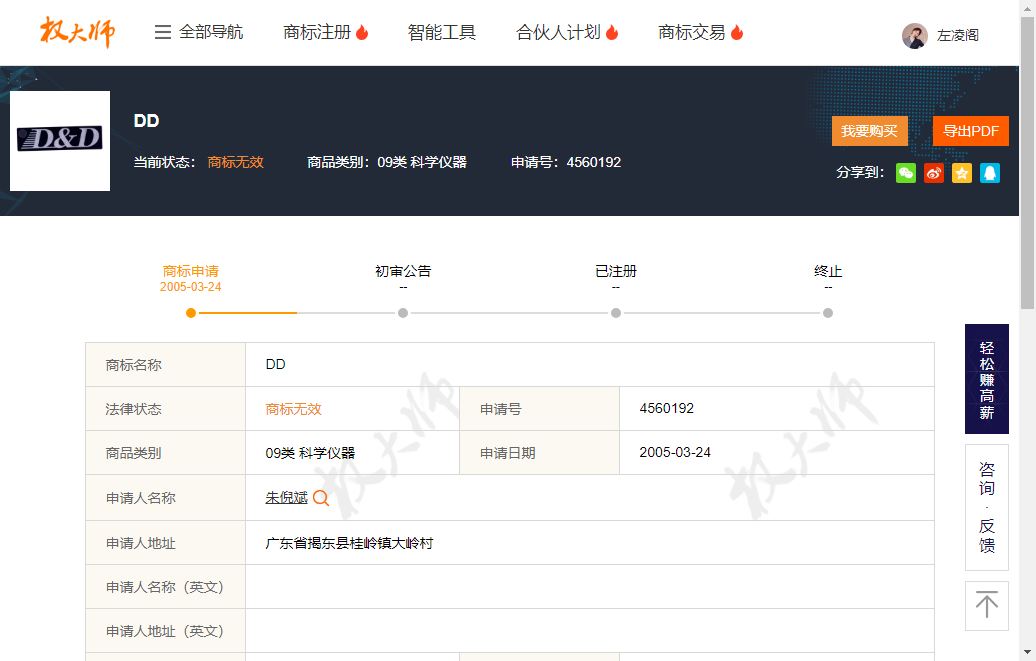 权大师 全部导航 商标注册 智能工具 合伙人计划 商标交易 左凌阁
D&D
DD
我要购买 导出PDF
当前状态： 商标无效 商品类别：09类 科学仪器 申请号：4560192
分享到：
商标申请 初审公告 已注册 终止
2005-03-24 -- -- --
商标名称 DD
法律状态 商标无效 申请号 4560192
商品类别 09类 科学仪器 申请日期 2005-03-24
申请人名称 朱倪斌
申请人地址 广东省揭东县桂岭镇大岭村
申请人名称（英文）
申请人地址（英文）
权大师 权大师
轻松赚高薪
咨询·反馈